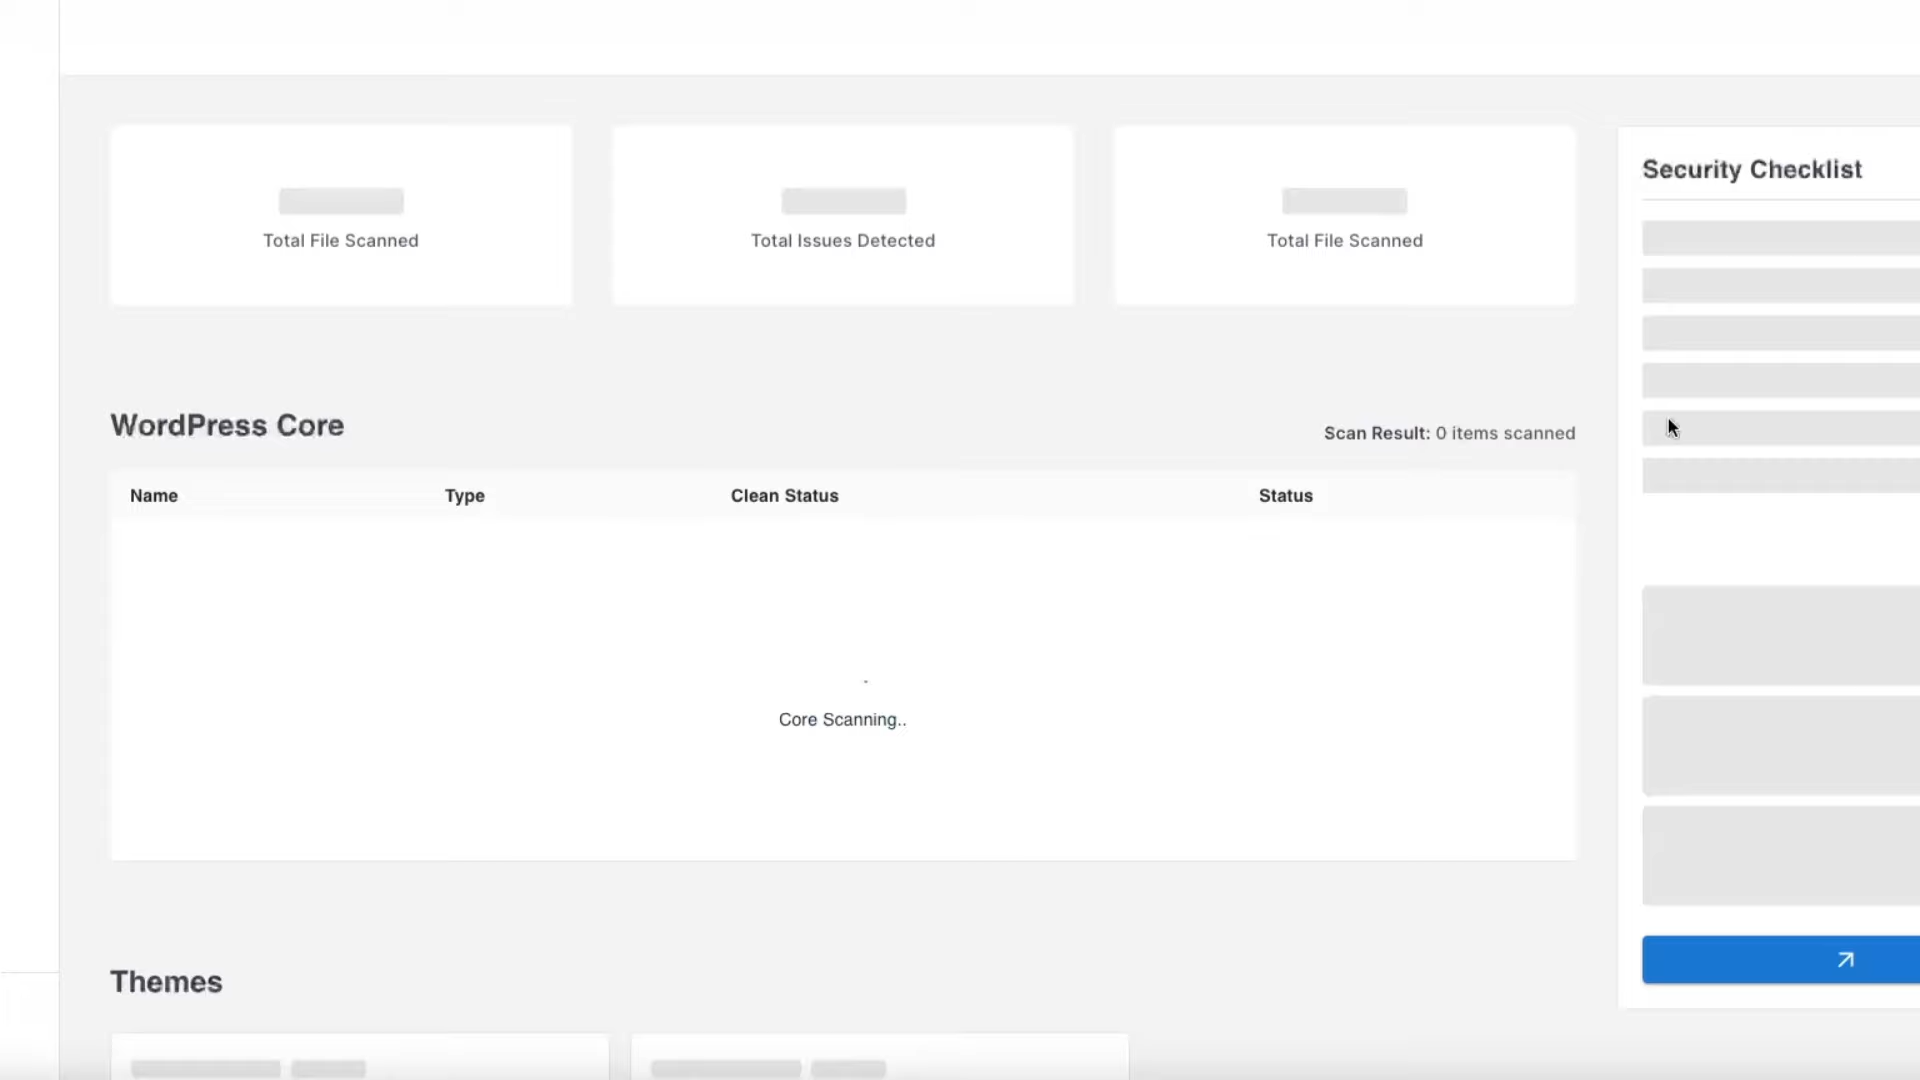 Total File Scanned
Total Issues Detected
Total File Scanned
Security Checklist
WordPress Core
Scan Result: 0 items scanned
Name Type Clean Status Status
Core Scanning..
Themes